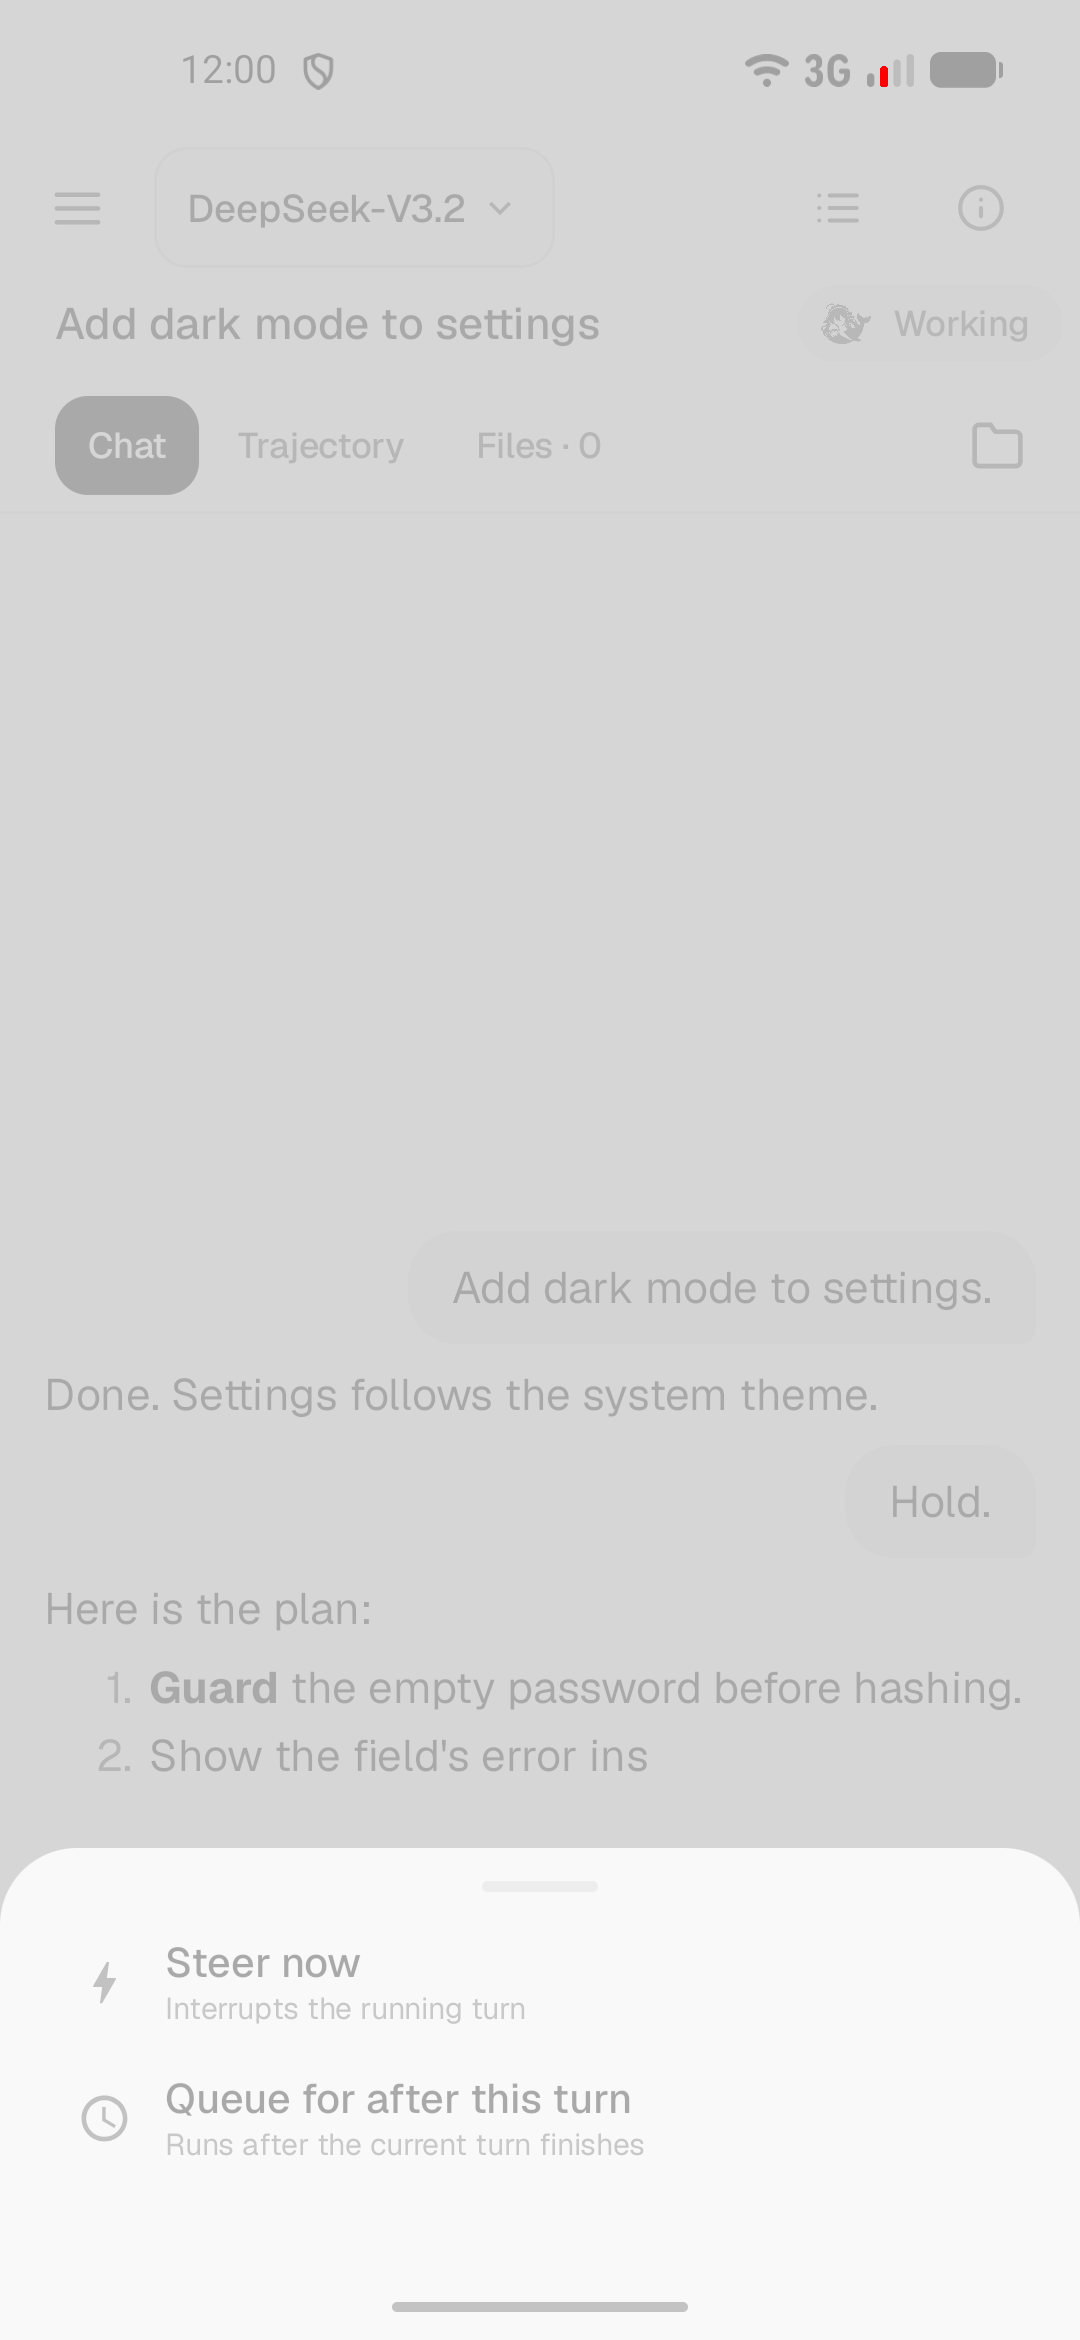 12:00
3G
DeepSeek-V3.2
Add dark mode to settings
Working
Chat
Trajectory
Files · 0
Add dark mode to settings.
Done. Settings follows the system theme.
Hold.
Here is the plan:
1. Guard the empty password before hashing.
2. Show the field's error ins
Steer now
Interrupts the running turn
Queue for after this turn
Runs after the current turn finishes